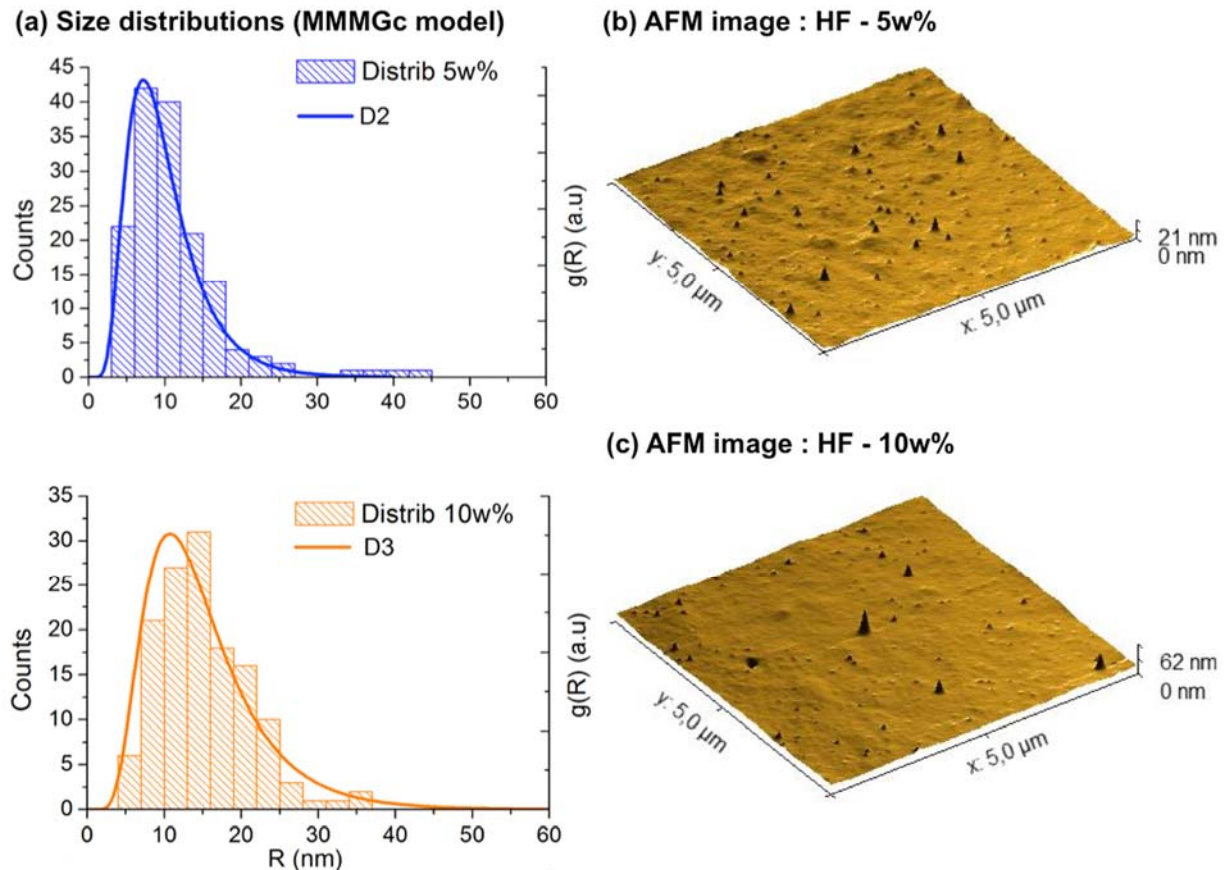 (a) Size distributions (MMMGc model)
45
40
35
30
25
20
15
10
5
0
Counts
0 10 20 30 40 50 60
Distrib 5w%
D2
g(R) (a.u)
(b) AFM image : HF - 5w%
y: 5,0 µm
x: 5,0 µm
21 nm
0 nm
35
30
25
20
15
10
5
0
Counts
0 10 20 30 40 50 60
R (nm)
Distrib 10w%
D3
g(R) (a.u)
(c) AFM image : HF - 10w%
y: 5,0 µm
x: 5,0 µm
62 nm
0 nm